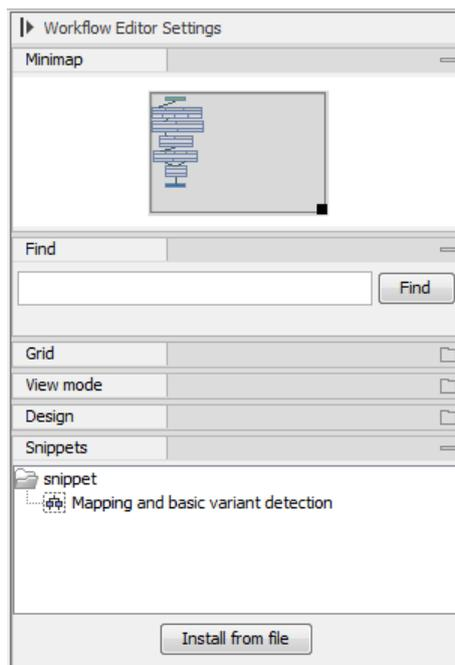 Workflow Editor Settings
Minimap
Find
Find
Grid
View mode
Design
Snippets
snippet
Mapping and basic variant detection
Install from file